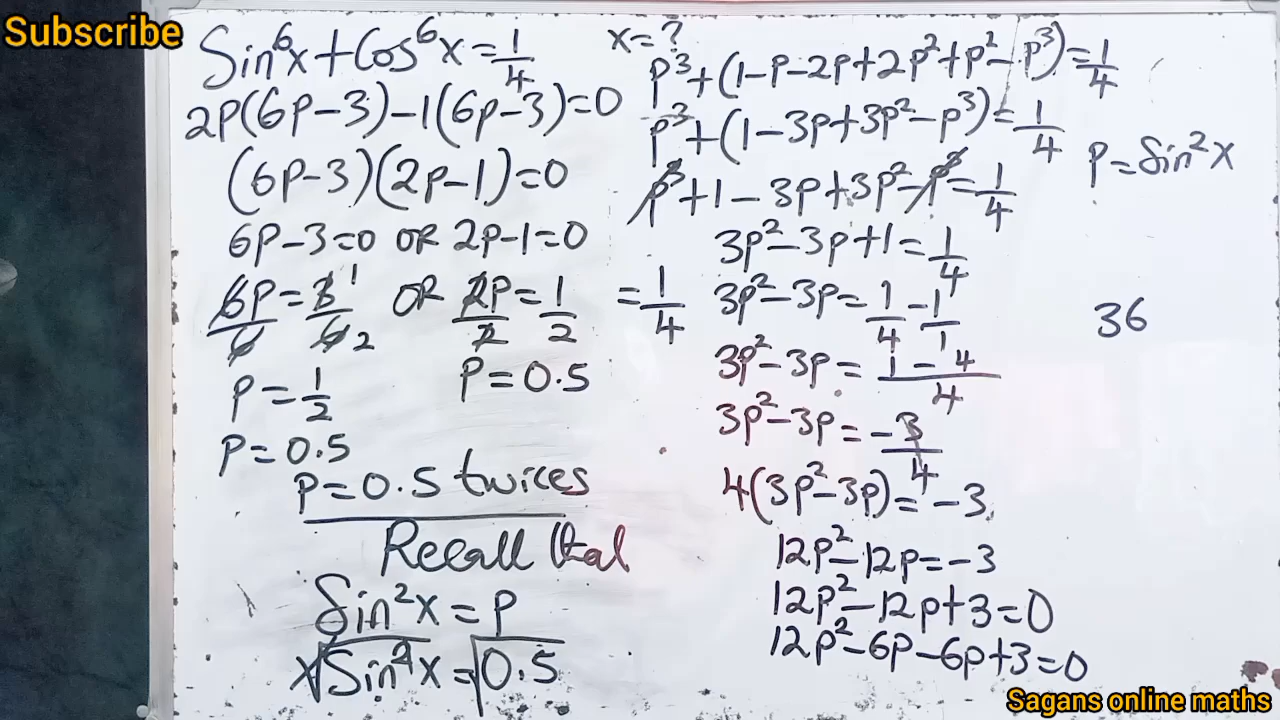 Subscribe
Sin⁶x + Cos⁶x = 1/4   x = ?
2P(6P-3)-1(6p-3)=0
(6P-3)(2p-1)=0
6P-3=0 OR 2P-1=0
6P/6 = 3/6 1 2 OR 2P/2 = 1/2 = 1/4
P = 1/2   P = 0.5
P = 0.5
P = 0.5 twices
Recall that
Sin²x = P
√Sin²x = √0.5
P³+(1-P-2P+2P²+P²-P³) = 1/4
P³+(1-3P+3P²-P³) = 1/4
P³+1-3P+3P²-P³ = 1/4
3P²-3P+1 = 1/4
3P²-3P = 1/4 - 1/1
3P²-3P = 1-4/4
3P²-3P = -3/4
4(3P²-3P) = -3
12P²-12P = -3
12P²-12P+3=0
12P²-6P-6P+3=0
P = Sin²x
36
Sagans online maths